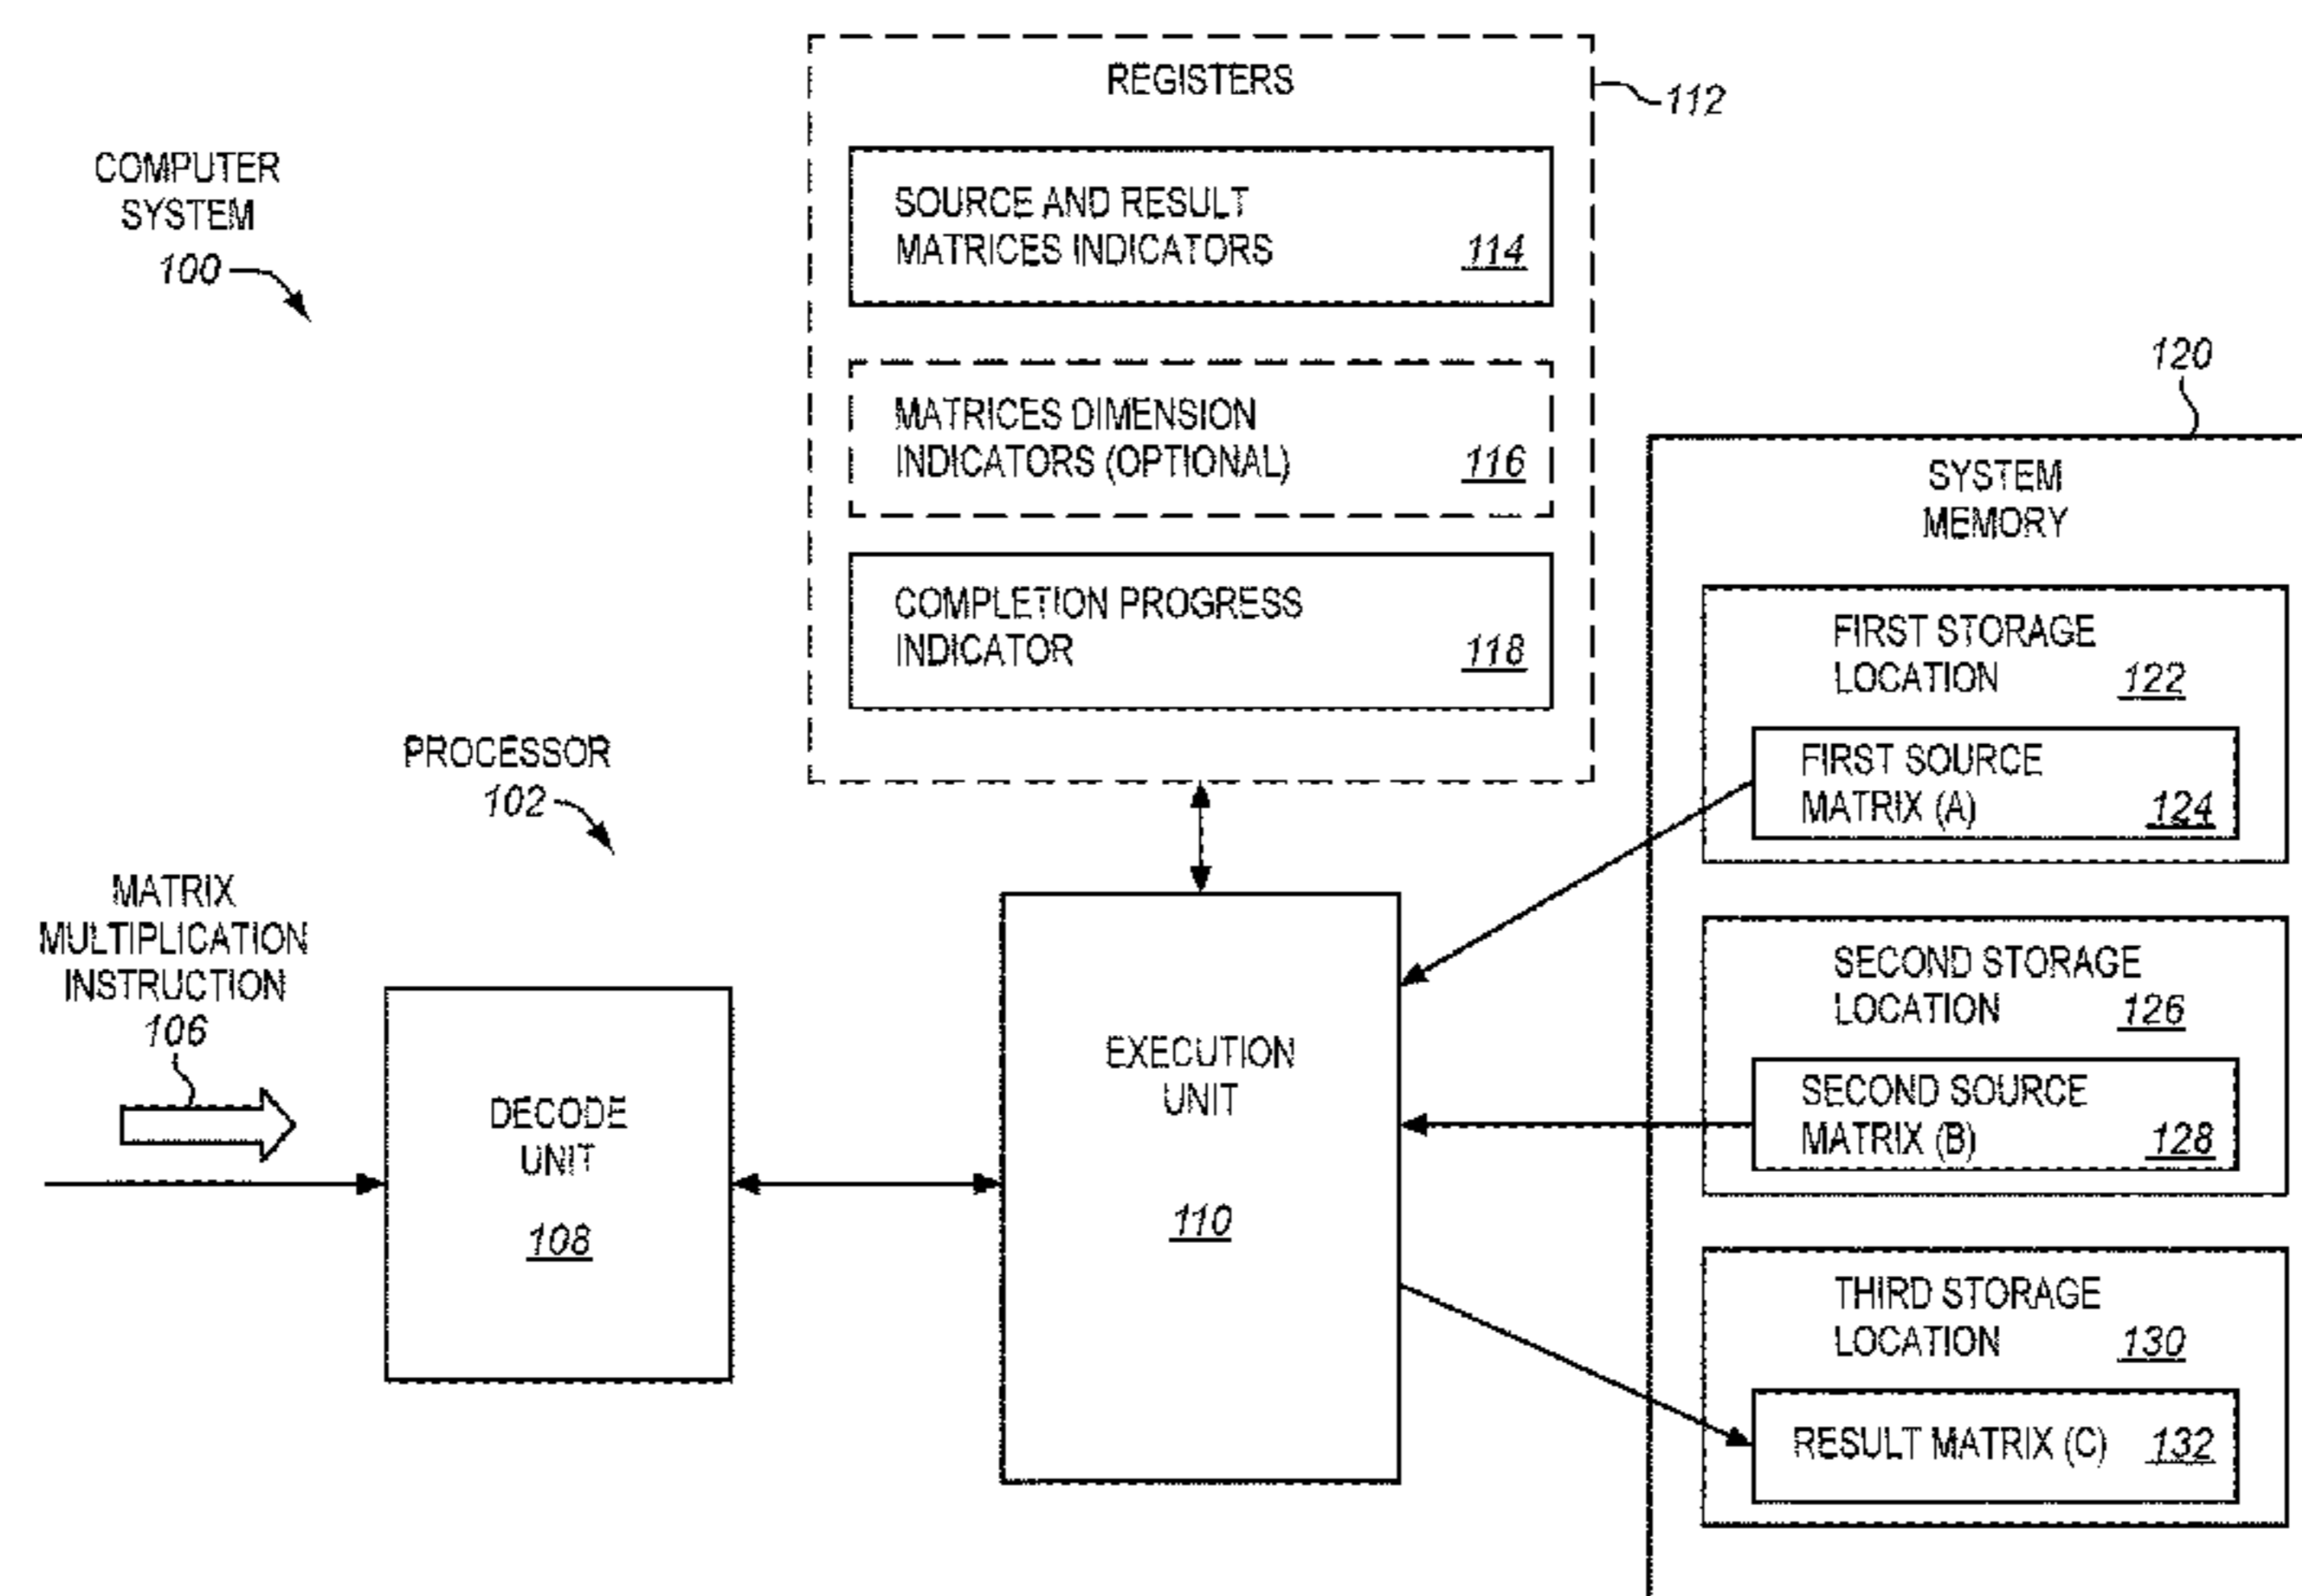 REGISTERS
112
SOURCE AND RESULT
MATRICES INDICATORS 114
MATRICES DIMENSION
INDICATORS (OPTIONAL) 116
COMPLETION PROGRESS
INDICATOR 118
COMPUTER
SYSTEM
100
PROCESSOR
102
MATRIX
MULTIPLICATION
INSTRUCTION
106
DECODE
UNIT
108
EXECUTION
UNIT
110
120
SYSTEM
MEMORY
FIRST STORAGE
LOCATION 122
FIRST SOURCE
MATRIX (A) 124
SECOND STORAGE
LOCATION 126
SECOND SOURCE
MATRIX (B) 128
THIRD STORAGE
LOCATION 130
RESULT MATRIX (C) 132